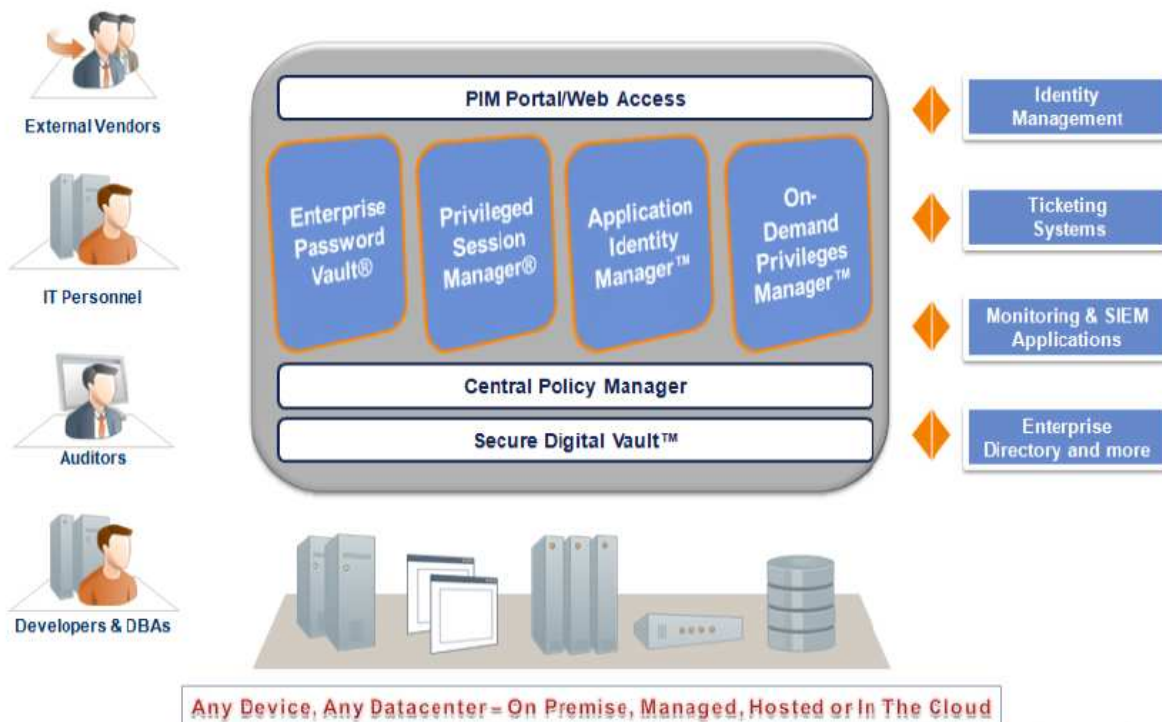 External Vendors
IT Personnel
Auditors
Developers & DBAs
PIM Portal/Web Access
Enterprise
Password
Vault®
Privileged
Session
Manager®
Application
Identity
Manager™
On-
Demand
Privileges
Manager™
Central Policy Manager
Secure Digital Vault™
Identity
Management
Ticketing
Systems
Monitoring & SIEM
Applications
Enterprise
Directory and more
Any Device, Any Datacenter – On Premise, Managed, Hosted or In The Cloud